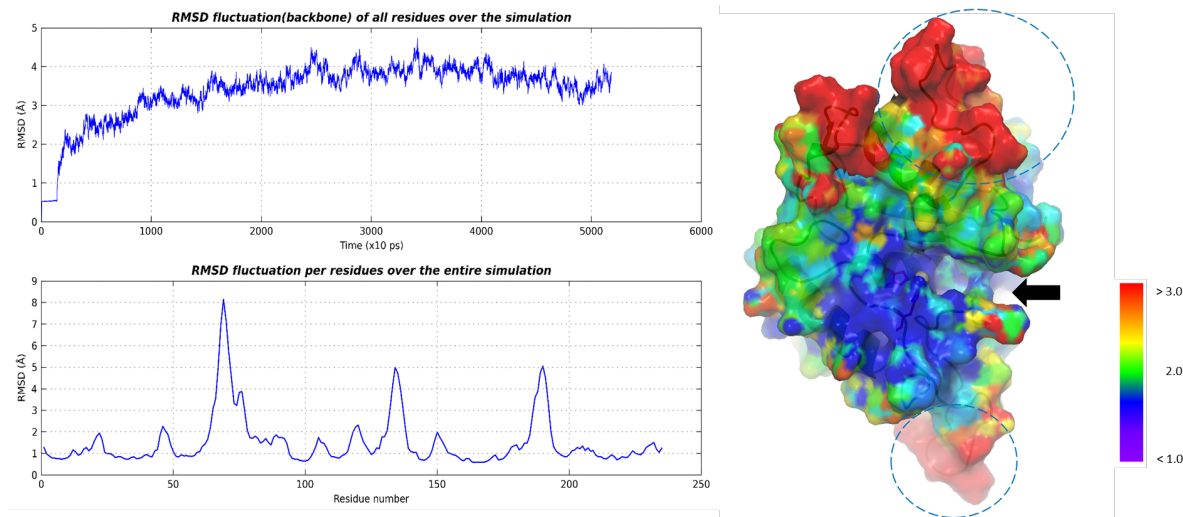 RMSD fluctuation(backbone) of all residues over the simulation
5
4
3
2
1
0
RMSD (Å)
0 1000 2000 3000 4000 5000 6000
Time (x10 ps)
RMSD fluctuation per residues over the entire simulation
9
8
7
6
5
4
3
2
1
0
RMSD (Å)
0 50 100 150 200 250
Residue number
> 3.0
2.0
< 1.0